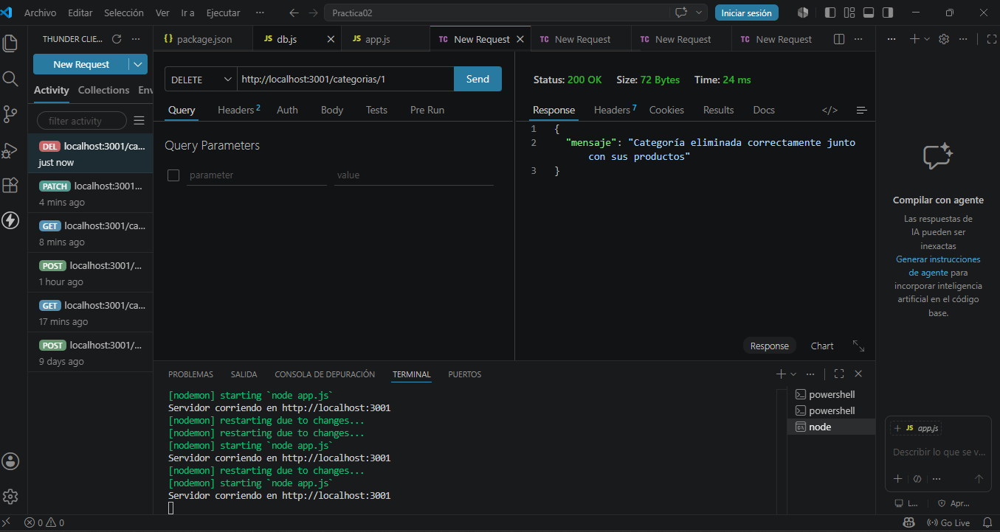 Archivo Editar Selección Ver Ir a Ejecutar ··· Practica02 Iniciar sesión
THUNDER CLIE... ···
{} package.json
JS db.js
JS app.js
TC New Request
TC New Request
TC New Request
TC New Request
New Request
Activity Collections Env
filter activity
DEL localhost:3001/ca...
just now
PATCH localhost:3001...
4 mins ago
GET localhost:3001/ca...
8 mins ago
POST localhost:3001/...
1 hour ago
GET localhost:3001/ca...
17 mins ago
POST localhost:3001/...
9 days ago
DELETE http://localhost:3001/categorias/1 Send
Query Headers 2 Auth Body Tests Pre Run
Query Parameters
parameter value
Status: 200 OK Size: 72 Bytes Time: 24 ms
Response Headers 7 Cookies Results Docs </>
1 {
2 "mensaje": "Categoría eliminada correctamente junto
con sus productos"
3 }
Response Chart
PROBLEMAS SALIDA CONSOLA DE DEPURACIÓN TERMINAL PUERTOS
[nodemon] starting `node app.js`
Servidor corriendo en http://localhost:3001
[nodemon] restarting due to changes...
[nodemon] restarting due to changes...
[nodemon] starting `node app.js`
Servidor corriendo en http://localhost:3001
[nodemon] restarting due to changes...
[nodemon] starting `node app.js`
Servidor corriendo en http://localhost:3001
powershell
powershell
node
Compilar con agente
Las respuestas de
IA pueden ser
inexactas
Generar instrucciones
de agente para
incorporar inteligencia
artificial en el código
base.
+ JS app.js
Describir lo que se v...
L... Apr...
0 0 Go Live